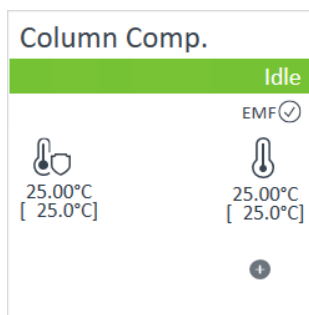 Column Comp.
Idle
EMF
25.00°C 25.00°C
[ 25.0°C] [ 25.0°C]